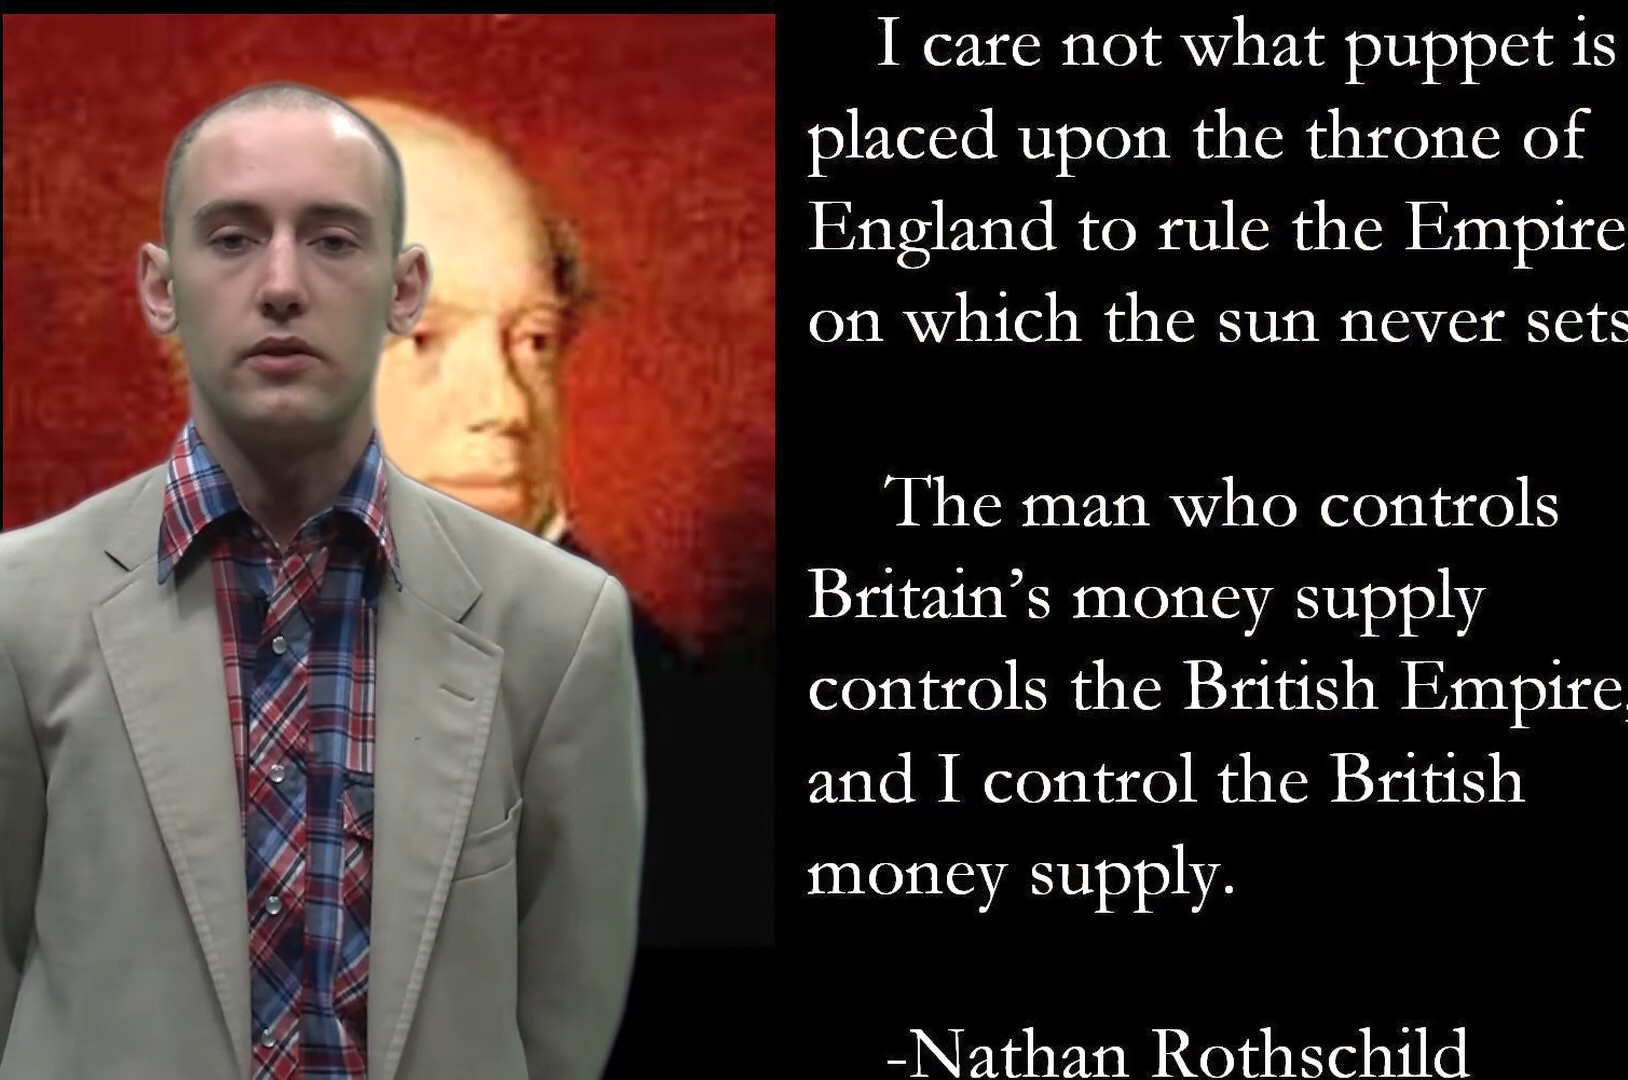 I care not what puppet is
placed upon the throne of
England to rule the Empire
on which the sun never sets
The man who controls
Britain’s money supply
controls the British Empire,
and I control the British
money supply.
-Nathan Rothschild